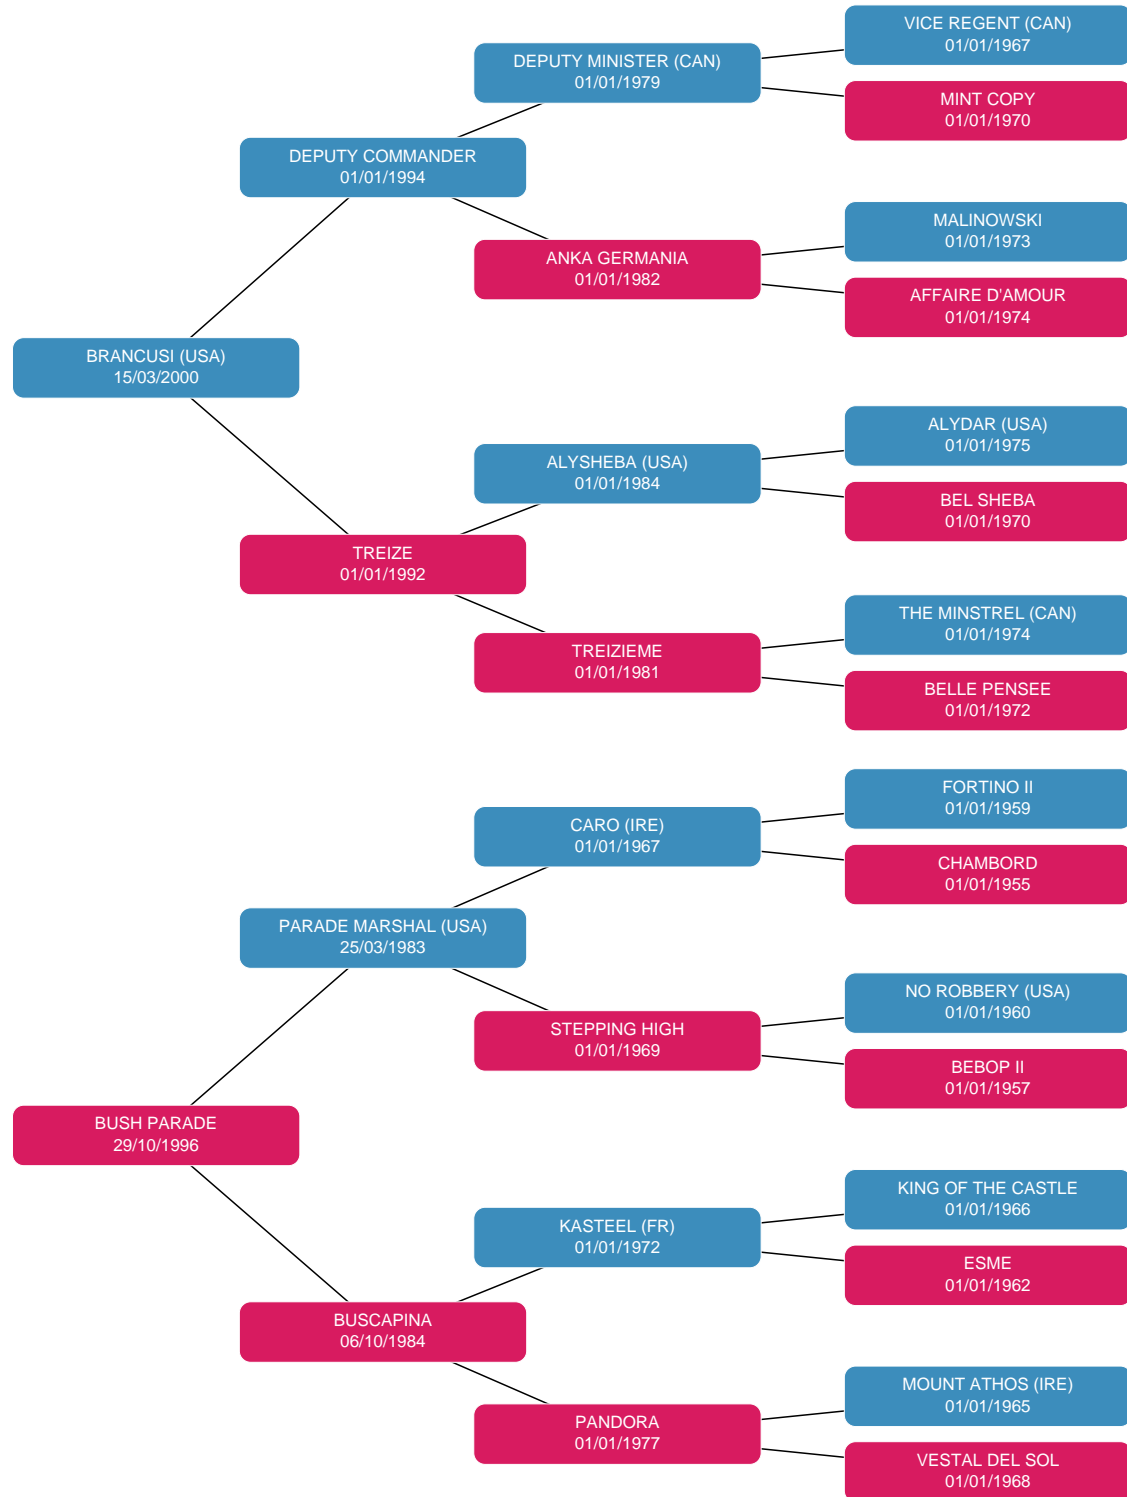 VICE REGENT (CAN)
01/01/1967
DEPUTY MINISTER (CAN)
01/01/1979
MINT COPY
01/01/1970
DEPUTY COMMANDER
01/01/1994
MALINOWSKI
01/01/1973
ANKA GERMANIA
01/01/1982
AFFAIRE D'AMOUR
01/01/1974
BRANCUSI (USA)
15/03/2000
ALYDAR (USA)
01/01/1975
ALYSHEBA (USA)
01/01/1984
BEL SHEBA
01/01/1970
TREIZE
01/01/1992
THE MINSTREL (CAN)
01/01/1974
TREIZIEME
01/01/1981
BELLE PENSEE
01/01/1972
FORTINO II
01/01/1959
CARO (IRE)
01/01/1967
CHAMBORD
01/01/1955
PARADE MARSHAL (USA)
25/03/1983
NO ROBBERY (USA)
01/01/1960
STEPPING HIGH
01/01/1969
BEBOP II
01/01/1957
BUSH PARADE
29/10/1996
KING OF THE CASTLE
01/01/1966
KASTEEL (FR)
01/01/1972
ESME
01/01/1962
BUSCAPINA
06/10/1984
MOUNT ATHOS (IRE)
01/01/1965
PANDORA
01/01/1977
VESTAL DEL SOL
01/01/1968